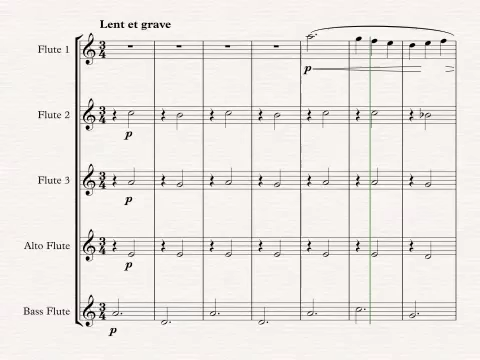 Lent et grave
Flute 1
p
Flute 2
p
Flute 3
p
Alto Flute
p
Bass Flute
p